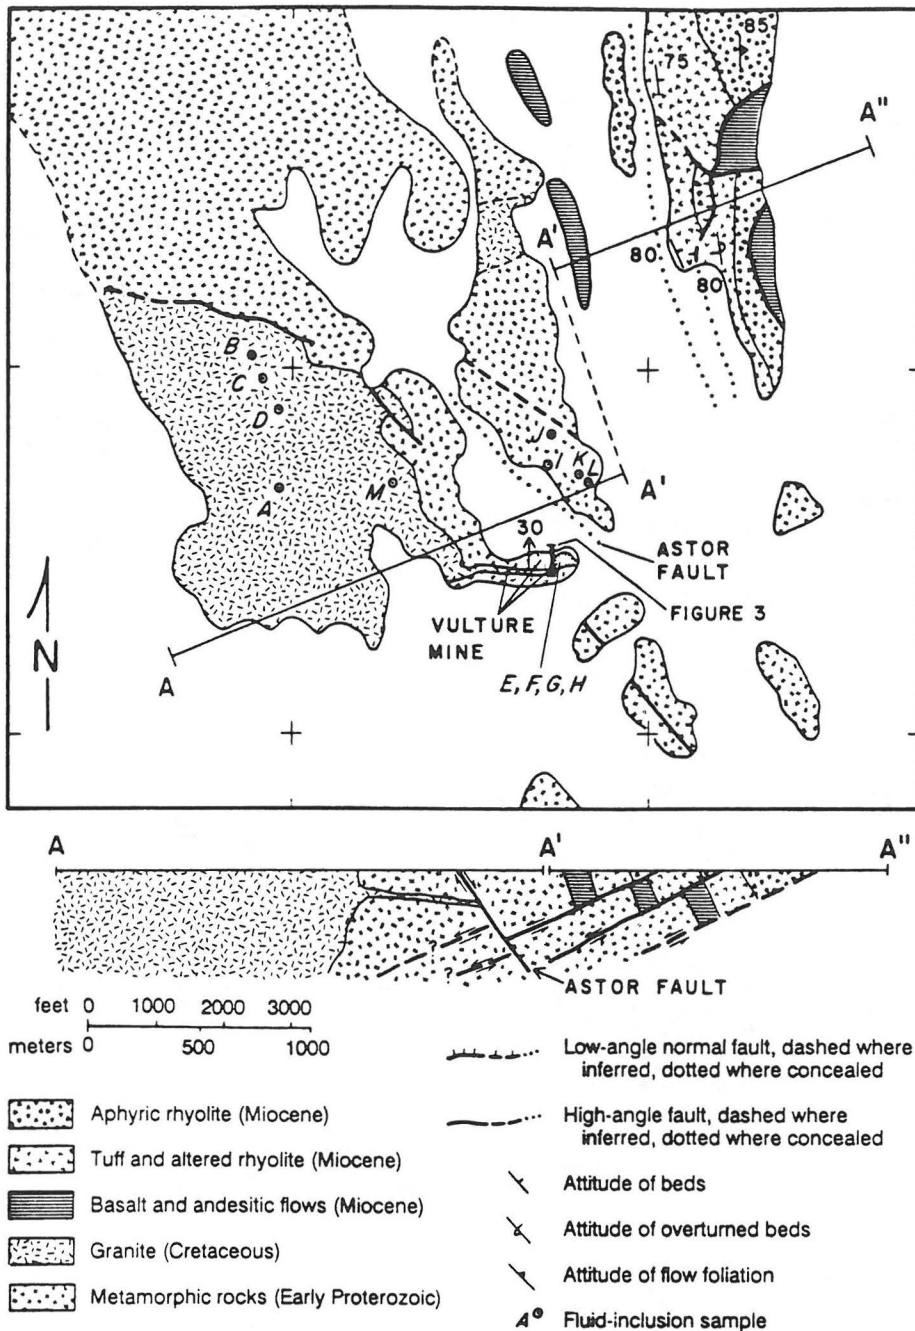 75
85
A"
A'
80
80
B
C
D
A
M
J
I
K
L
A'
30
ASTOR
FAULT
VULTURE
MINE
FIGURE 3
E, F, G, H
N
A
A A' A"
?
?
ASTOR FAULT
feet 0 1000 2000 3000
meters 0 500 1000
Low-angle normal fault, dashed where
inferred, dotted where concealed
High-angle fault, dashed where
inferred, dotted where concealed
Aphyric rhyolite (Miocene)
Tuff and altered rhyolite (Miocene)
Basalt and andesitic flows (Miocene)
Granite (Cretaceous)
Metamorphic rocks (Early Proterozoic)
Attitude of beds
Attitude of overturned beds
Attitude of flow foliation
A Fluid-inclusion sample